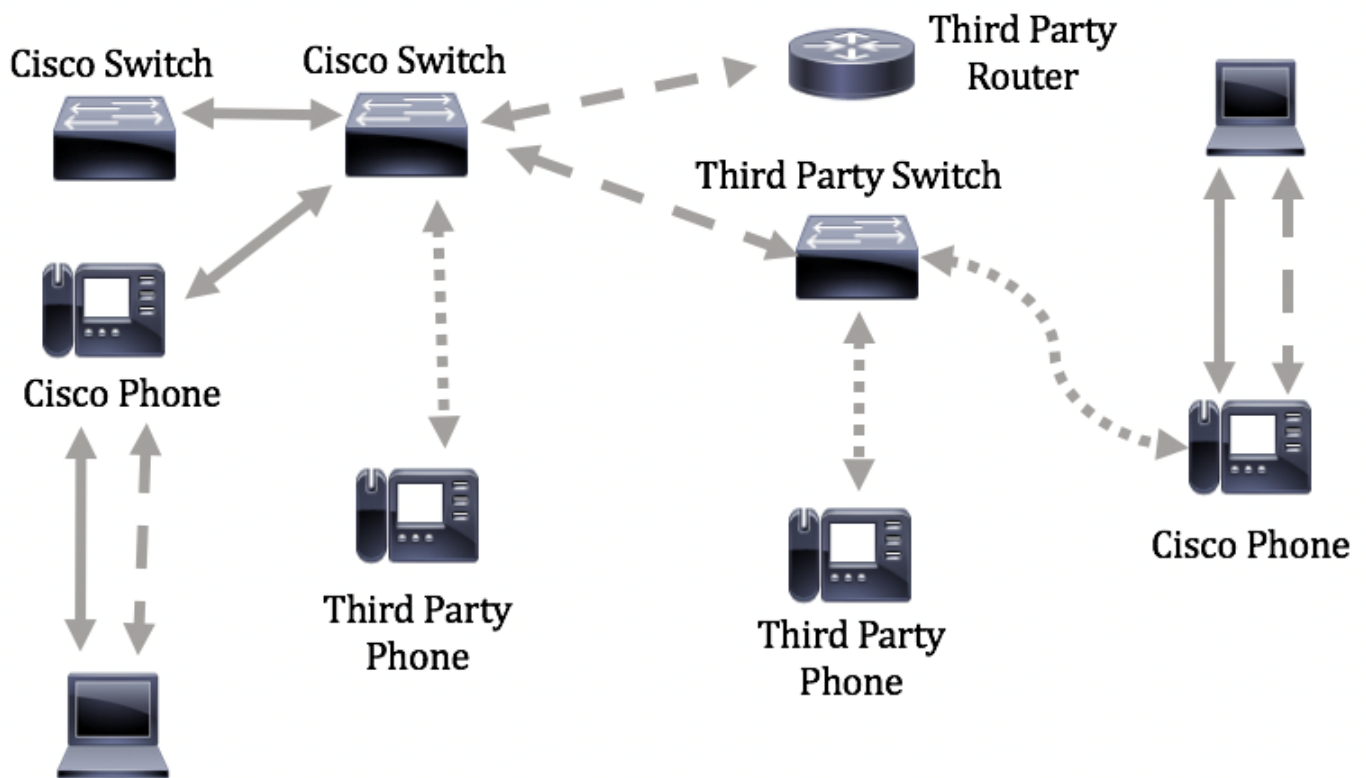 Cisco Switch
Cisco Switch
Third Party
Router
Third Party Switch
Cisco Phone
Third Party
Phone
Third Party
Phone
Cisco Phone